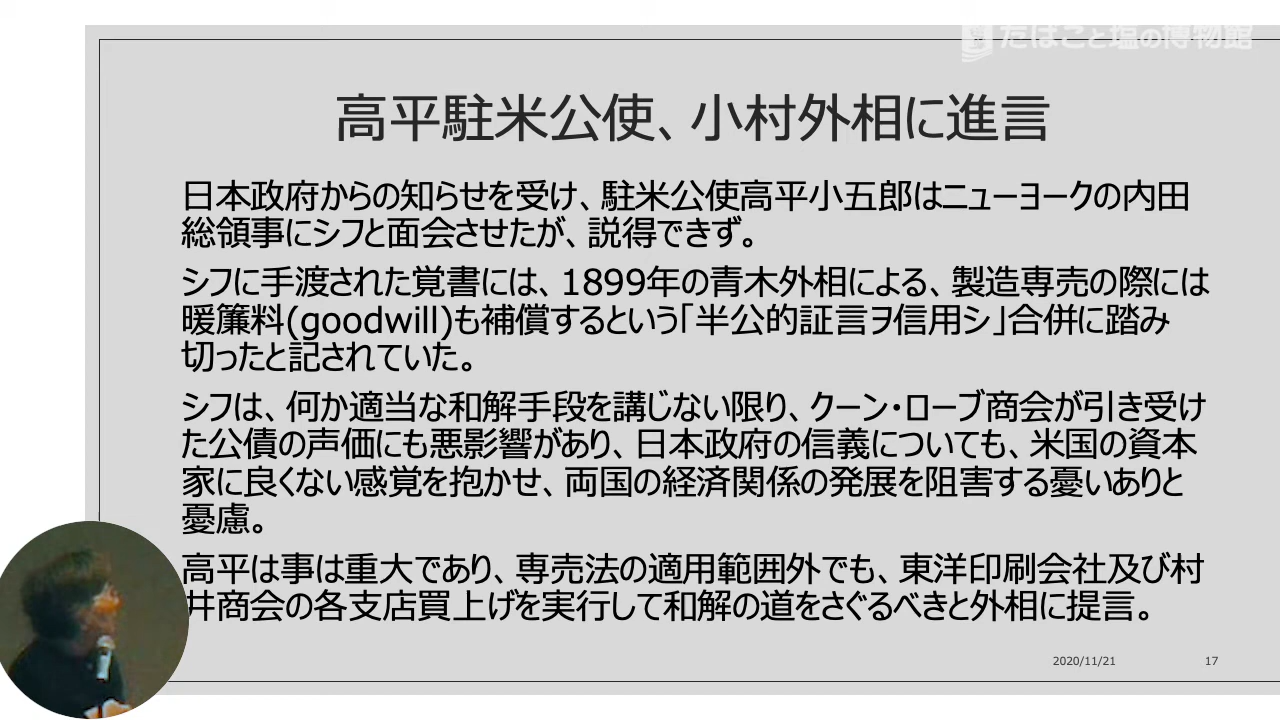 たばこと塩の博物館
高平駐米公使、小村外相に進言
日本政府からの知らせを受け、駐米公使高平小五郎はニューヨークの内田
総領事にシフと面会させたが、説得できず。
シフに手渡された覚書には、1899年の青木外相による、製造専売の際には
暖簾料(goodwill)も補償するという「半公的証言ヲ信用シ」合併に踏み
切ったと記されていた。
シフは、何か適当な和解手段を講じない限り、クーン・ローブ商会が引き受け
た公債の声価にも悪影響があり、日本政府の信義についても、米国の資本
家に良くない感覚を抱かせ、両国の経済関係の発展を阻害する憂いありと
憂慮。
高平は事は重大であり、専売法の適用範囲外でも、東洋印刷会社及び村
井商会の各支店買上げを実行して和解の道をさぐるべきと外相に提言。
2020/11/21
17